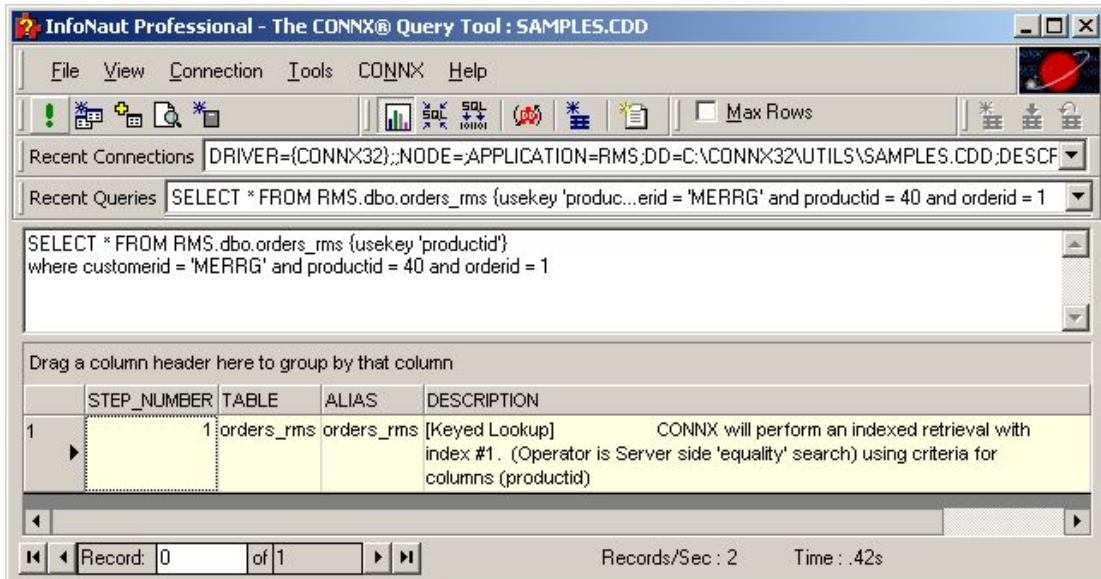 InfoNaut Professional - The CONNX® Query Tool : SAMPLES.CDD
File View Connection Tools CONNX Help
Max Rows
Recent Connections DRIVER={CONNX32};;NODE=;APPLICATION=RMS;DD=C:\CONNX32\UTILS\SAMPLES.CDD;DESCF
Recent Queries SELECT * FROM RMS.dbo.orders_rms {usekey 'produc...erid = 'MERRG' and productid = 40 and orderid = 1
SELECT * FROM RMS.dbo.orders_rms {usekey 'productid'}
where customerid = 'MERRG' and productid = 40 and orderid = 1
Drag a column header here to group by that column
STEP_NUMBER TABLE ALIAS DESCRIPTION
1 1 orders_rms orders_rms [Keyed Lookup] CONNX will perform an indexed retrieval with
index #1. (Operator is Server side 'equality' search) using criteria for
columns (productid)
Record: 0 of 1 Records/Sec : 2 Time : .42s